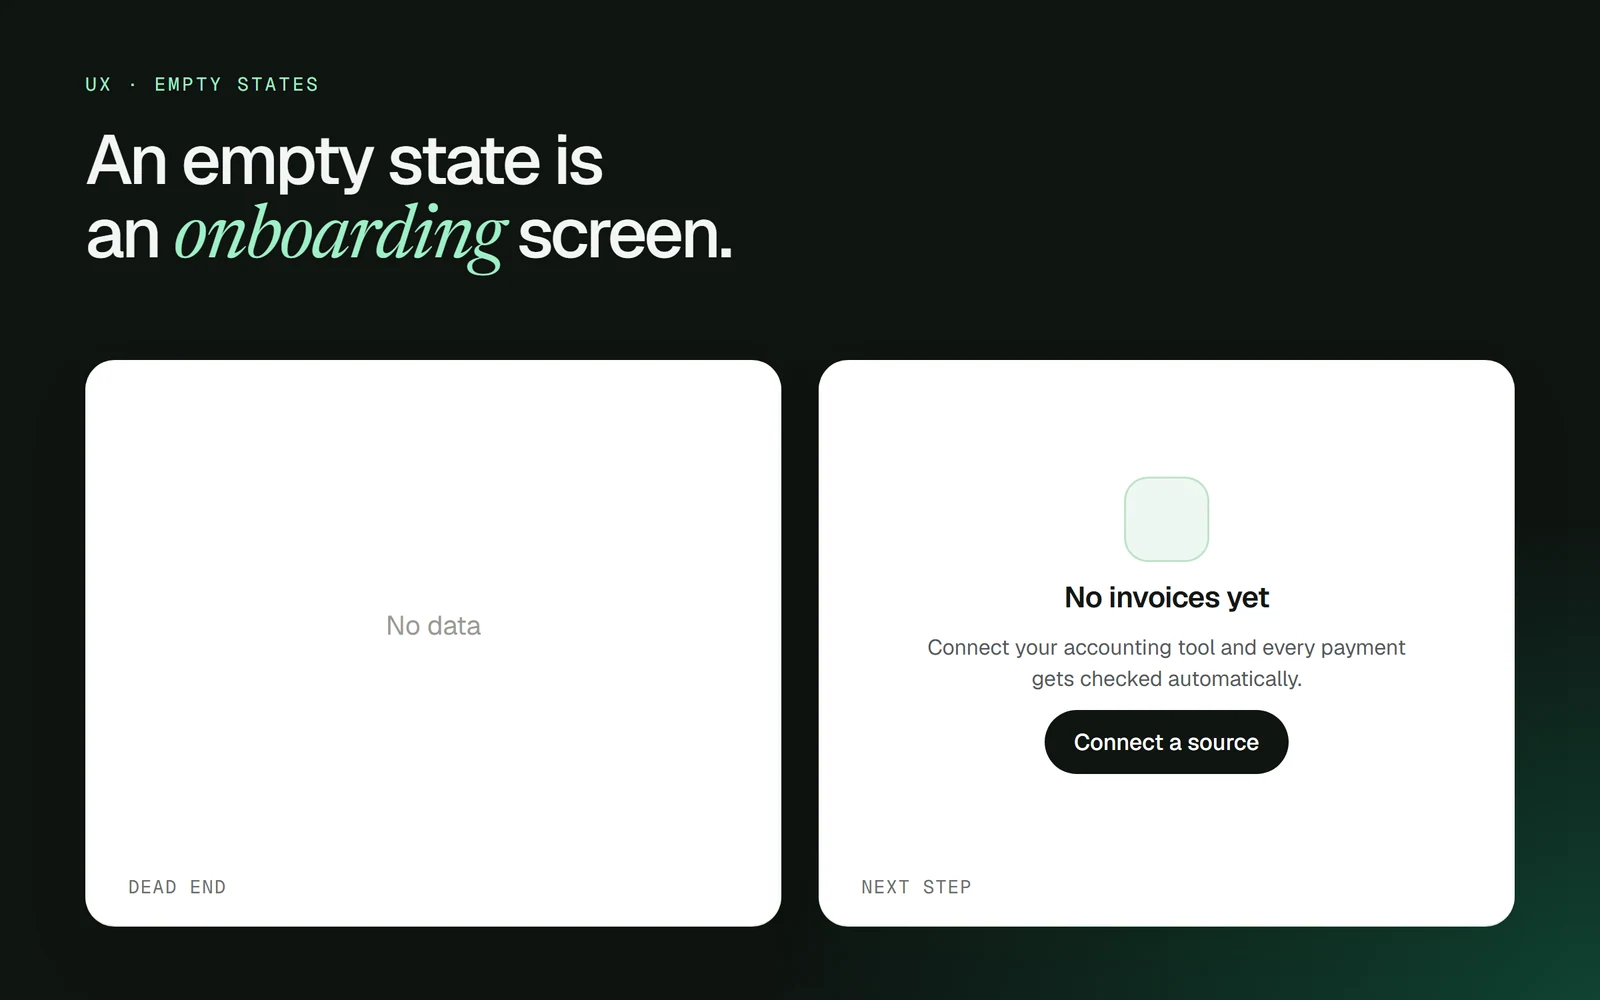 UX · EMPTY STATES
An empty state is
an onboarding screen.
No data
DEAD END
No invoices yet
Connect your accounting tool and every payment
gets checked automatically.
Connect a source
NEXT STEP